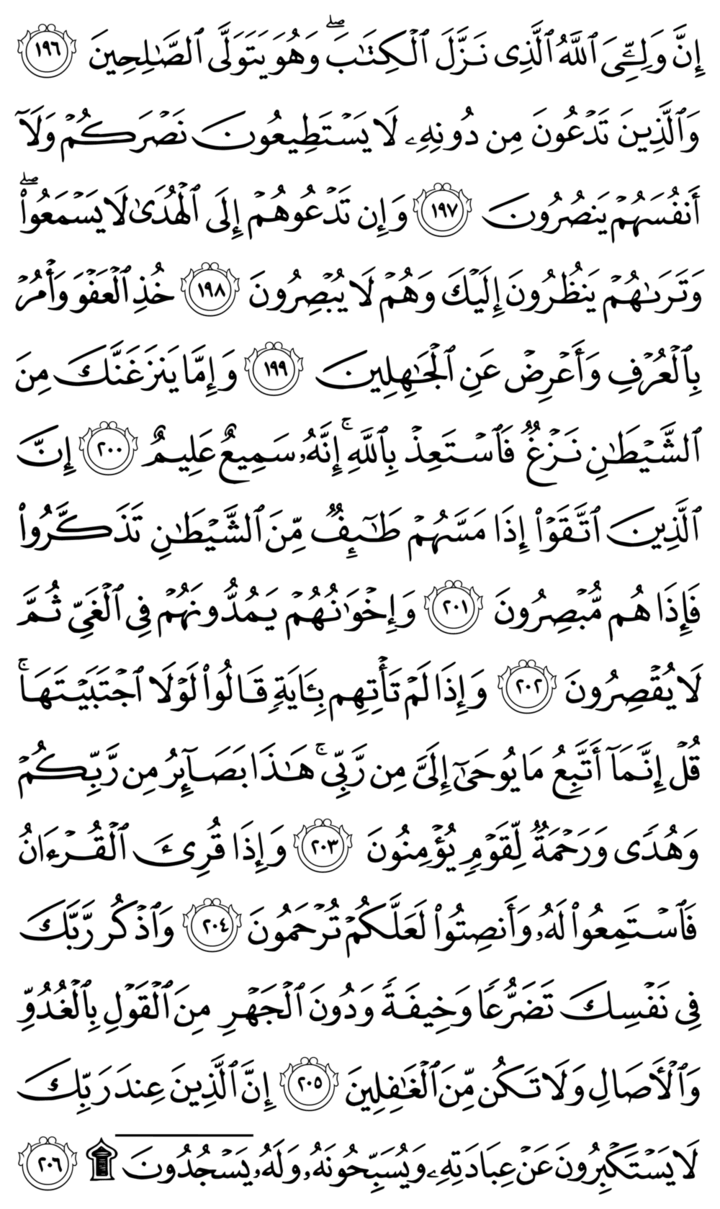 إِنَّ وَلِـِّۧيَ ٱللَّهُ ٱلَّذِي نَزَّلَ ٱلۡكِتَٰبَۖ وَهُوَ يَتَوَلَّى ٱلصَّٰلِحِينَ ١٩٦
وَٱلَّذِينَ تَدۡعُونَ مِن دُونِهِۦ لَا يَسۡتَطِيعُونَ نَصۡرَكُمۡ وَلَآ
أَنفُسَهُمۡ يَنصُرُونَ ١٩٧ وَإِن تَدۡعُوهُمۡ إِلَى ٱلۡهُدَىٰ لَا يَسۡمَعُواْۖ
وَتَرَىٰهُمۡ يَنظُرُونَ إِلَيۡكَ وَهُمۡ لَا يُبۡصِرُونَ ١٩٨ خُذِ ٱلۡعَفۡوَ وَأۡمُرۡ
بِٱلۡعُرۡفِ وَأَعۡرِضۡ عَنِ ٱلۡجَٰهِلِينَ ١٩٩ وَإِمَّا يَنزَغَنَّكَ مِنَ
ٱلشَّيۡطَٰنِ نَزۡغٞ فَٱسۡتَعِذۡ بِٱللَّهِۚ إِنَّهُۥ سَمِيعٌ عَلِيمٌ ٢٠٠ إِنَّ
ٱلَّذِينَ ٱتَّقَوۡاْ إِذَا مَسَّهُمۡ طَٰٓئِفٞ مِّنَ ٱلشَّيۡطَٰنِ تَذَكَّرُواْ
فَإِذَا هُم مُّبۡصِرُونَ ٢٠١ وَإِخۡوَٰنُهُمۡ يَمُدُّونَهُمۡ فِي ٱلۡغَيِّ ثُمَّ
لَا يُقۡصِرُونَ ٢٠٢ وَإِذَا لَمۡ تَأۡتِهِم بِـَٔايَةٖ قَالُواْ لَوۡلَا ٱجۡتَبَيۡتَهَاۚ
قُلۡ إِنَّمَآ أَتَّبِعُ مَا يُوحَىٰٓ إِلَيَّ مِن رَّبِّيۚ هَٰذَا بَصَآئِرُ مِن رَّبِّكُمۡ
وَهُدٗى وَرَحۡمَةٞ لِّقَوۡمٖ يُؤۡمِنُونَ ٢٠٣ وَإِذَا قُرِئَ ٱلۡقُرۡءَانُ
فَٱسۡتَمِعُواْ لَهُۥ وَأَنصِتُواْ لَعَلَّكُمۡ تُرۡحَمُونَ ٢٠٤ وَٱذۡكُر رَّبَّكَ
فِي نَفۡسِكَ تَضَرُّعٗا وَخِيفَةٗ وَدُونَ ٱلۡجَهۡرِ مِنَ ٱلۡقَوۡلِ بِٱلۡغُدُوِّ
وَٱلۡأٓصَالِ وَلَا تَكُن مِّنَ ٱلۡغَٰفِلِينَ ٢٠٥ إِنَّ ٱلَّذِينَ عِندَ رَبِّكَ
لَا يَسۡتَكۡبِرُونَ عَنۡ عِبَادَتِهِۦ وَيُسَبِّحُونَهُۥ وَلَهُۥ يَسۡجُدُونَۤ ۩ ٢٠٦